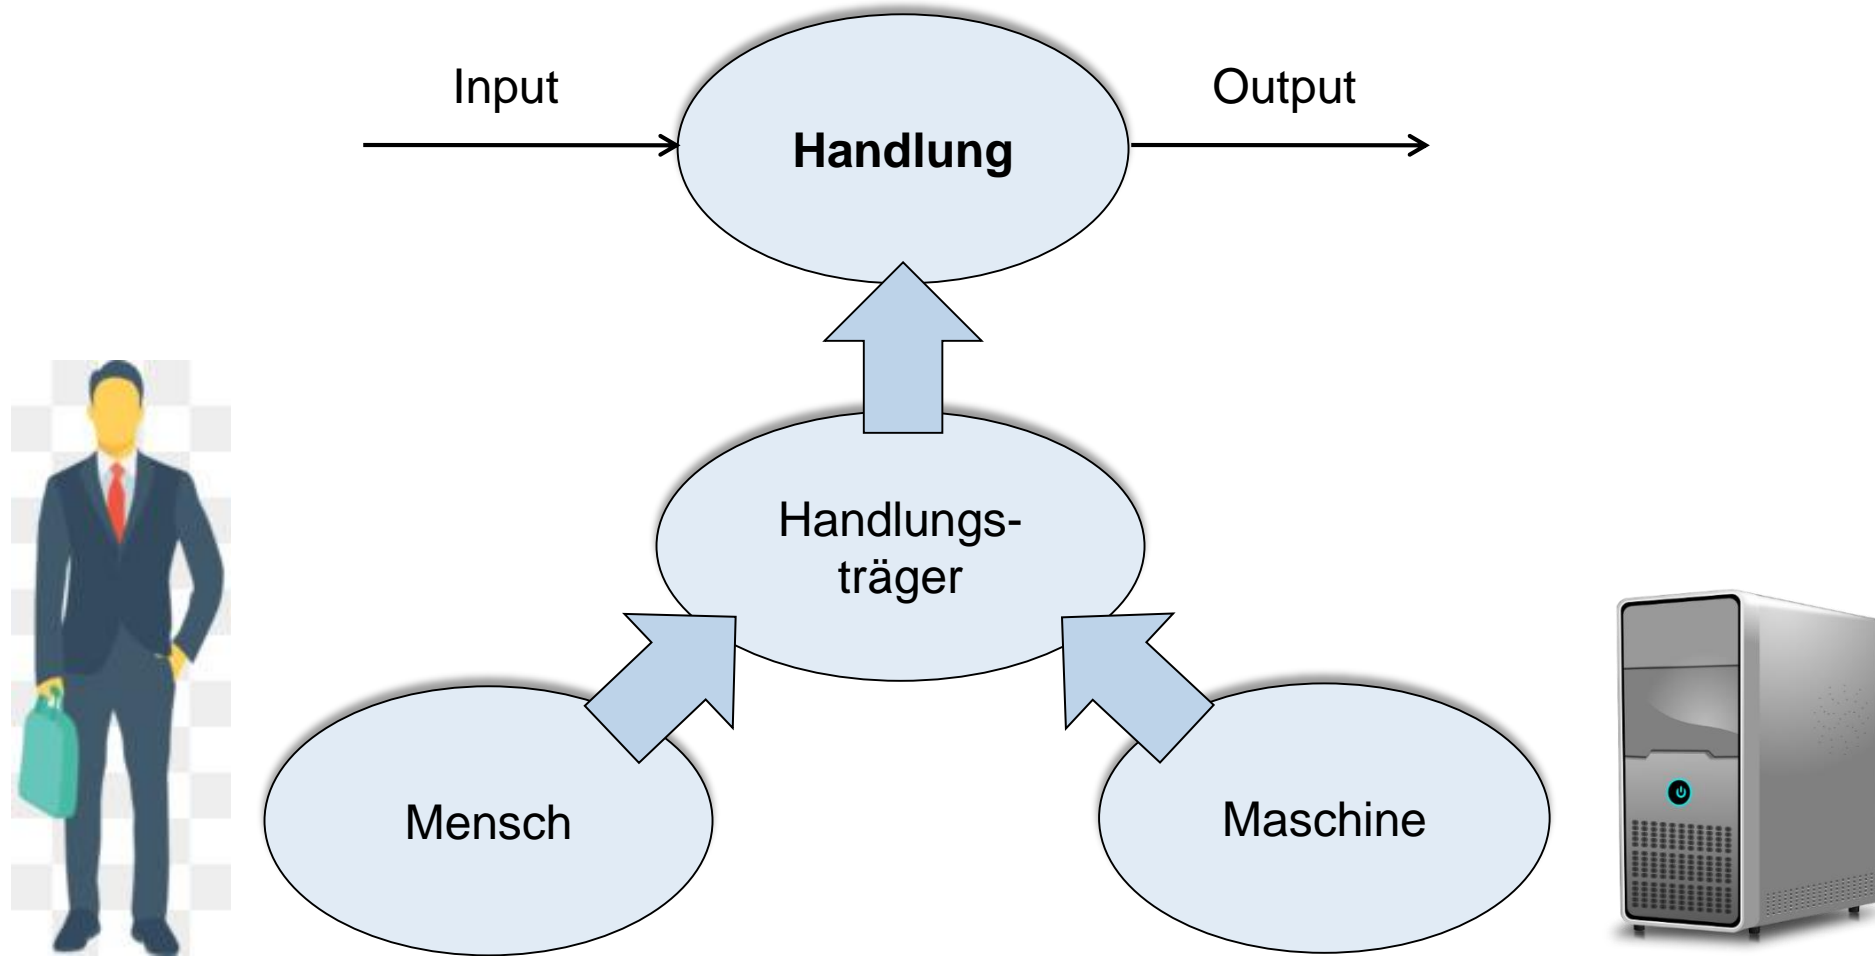 Input
Output
Handlung
Handlungs-
träger
Mensch
Maschine